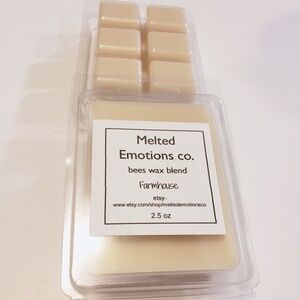 Melted
Emotions co.
bees wax blend
Farmhouse
etsy-
www.etsy.com/shop/meltedemotionsco
2.5 oz